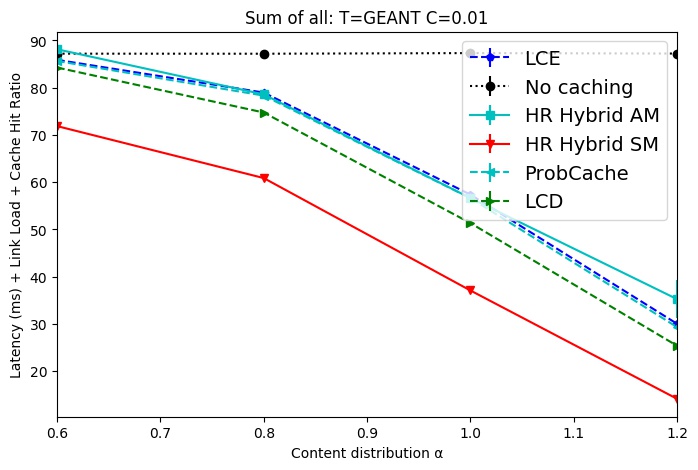 Sum of all: T=GEANT C=0.01
Latency (ms) + Link Load + Cache Hit Ratio
90
80
70
60
50
40
30
20
LCE
No caching
HR Hybrid AM
HR Hybrid SM
ProbCache
LCD
0.6
0.7
0.8
0.9
1.0
1.1
1.2
Content distribution α